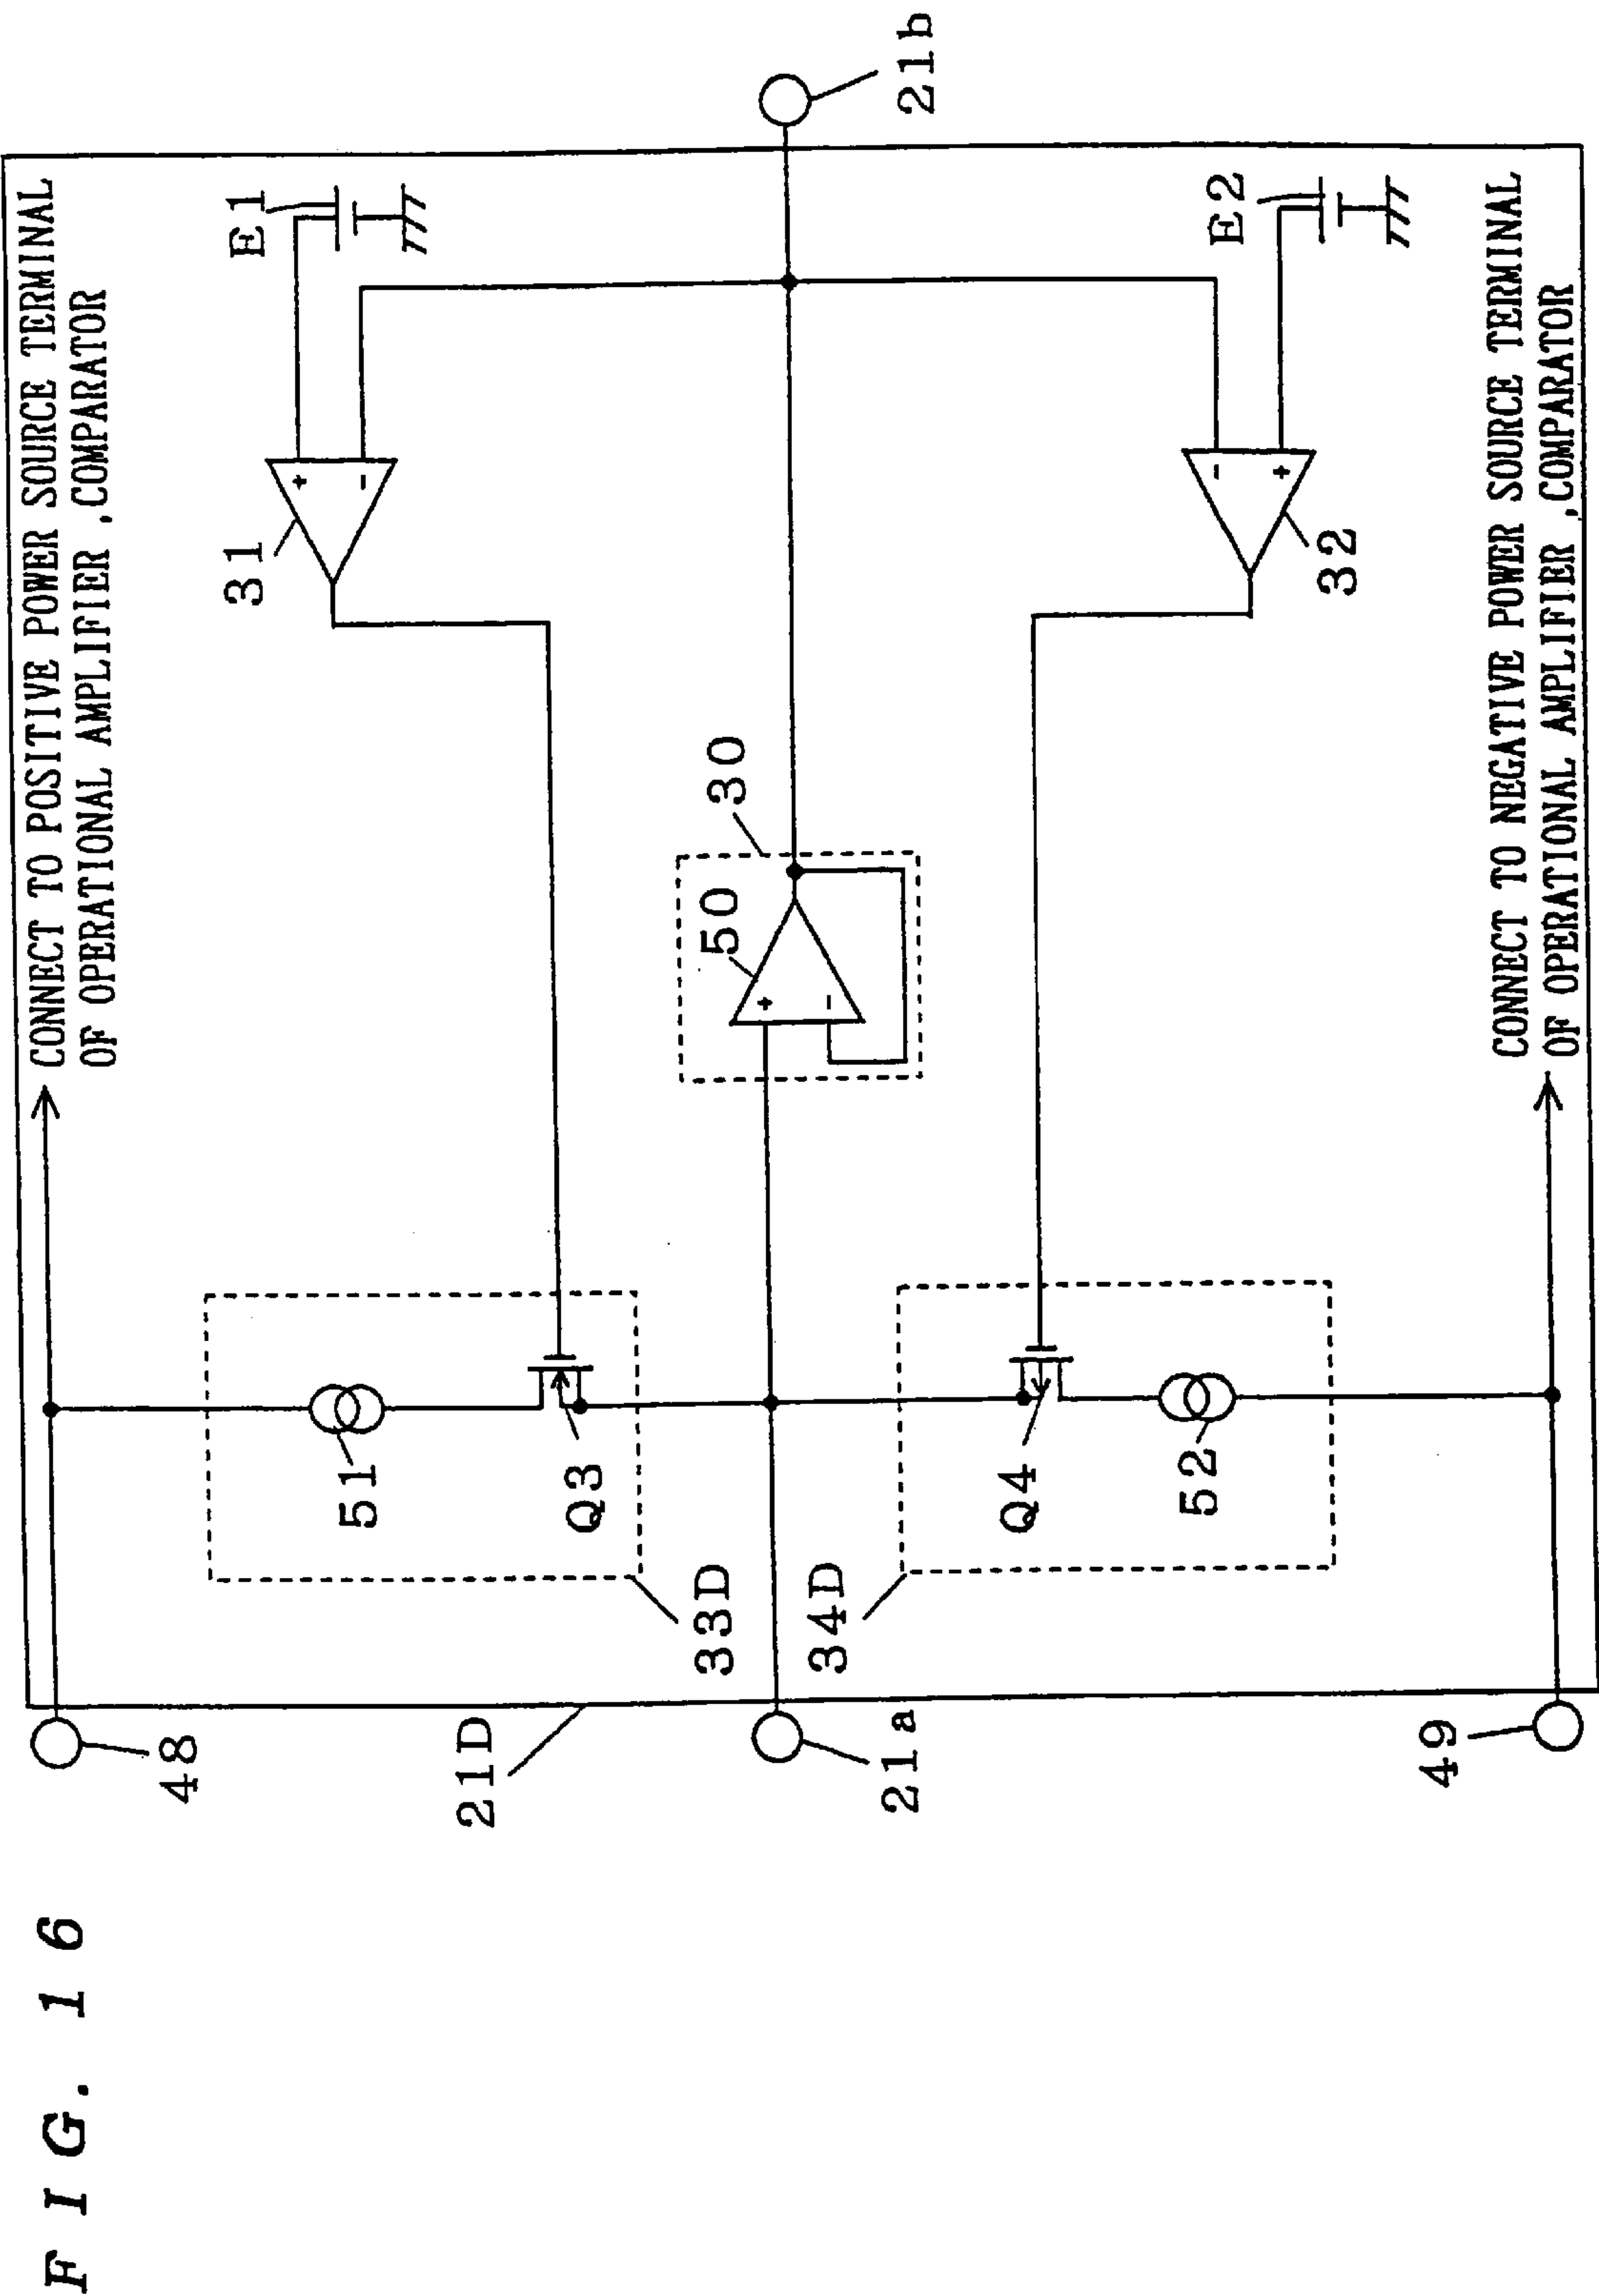 FIG. 16
48
CONNECT TO POSITIVE POWER SOURCE TERMINAL
OF OPERATIONAL AMPLIFIER ,COMPARATOR
E1
31
51
Q3
33D
21D
50
30
21a
21b
34D
Q4
52
32
E2
49
CONNECT TO NEGATIVE POWER SOURCE TERMINAL
OF OPERATIONAL AMPLIFIER ,COMPARATOR
+
-
+
-
-
+